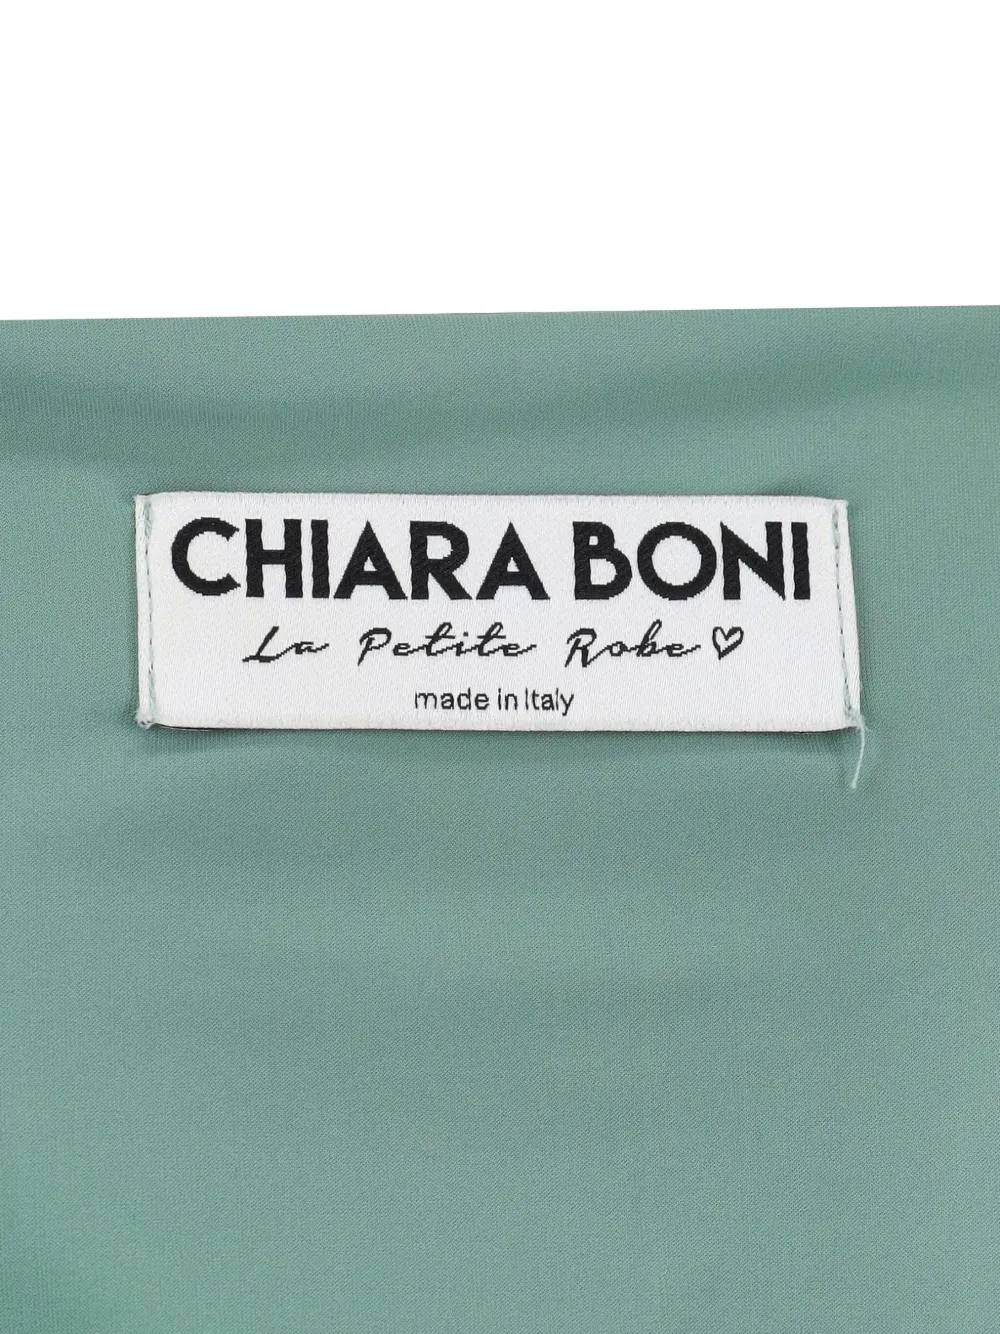 CHIARA BONI
La Petite Robe♡
made in Italy